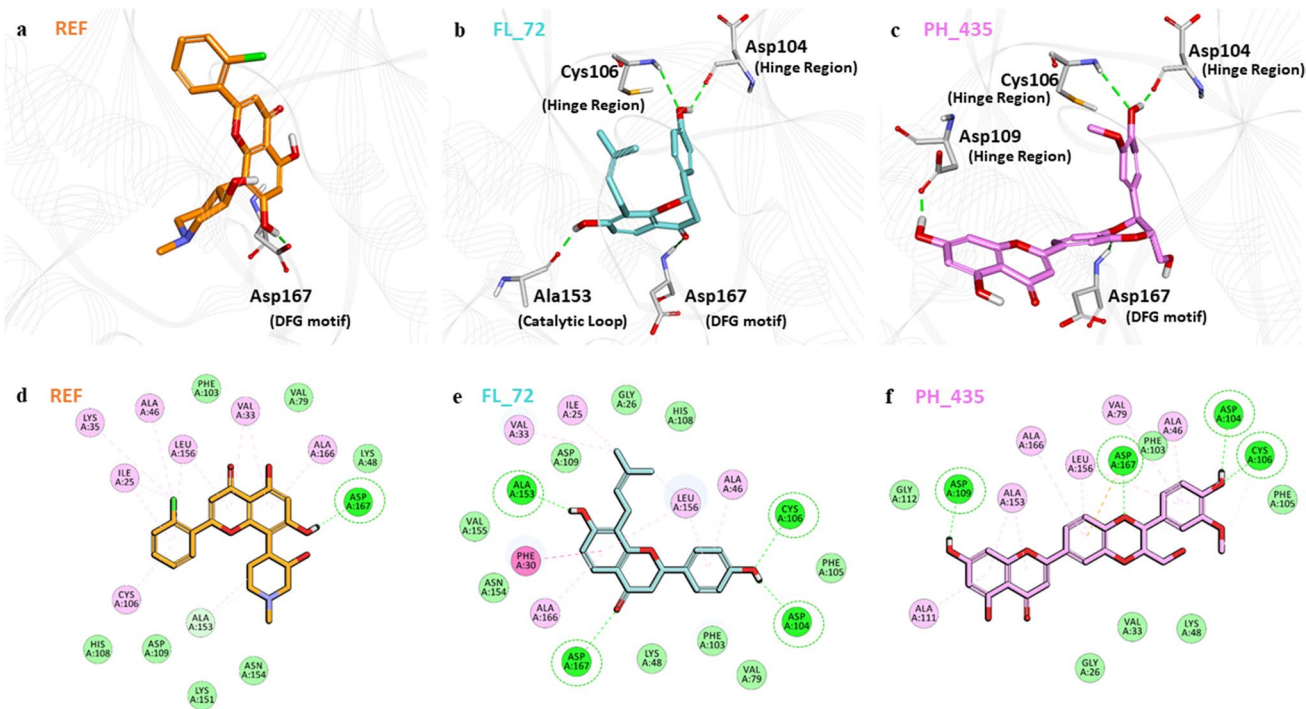 a REF
Asp167
(DFG motif)
b FL_72
Cys106
(Hinge Region)
Asp104
(Hinge Region)
Ala153
(Catalytic Loop)
Asp167
(DFG motif)
c PH_435
Asp104
(Hinge Region)
Cys106
(Hinge Region)
Asp109
(Hinge Region)
Asp167
(DFG motif)
d REF
PHE
A:103
VAL
A:79
ALA
A:46
VAL
A:33
LYS
A:35
LEU
A:156
ALA
A:166
LYS
A:48
ILE
A:25
ASP
A:167
CYS
A:106
ALA
A:153
HIS
A:108
ASP
A:109
ASN
A:154
LYS
A:151
e FL_72
ILE
A:25
GLY
A:26
HIS
A:108
VAL
A:33
ASP
A:109
ALA
A:153
LEU
A:156
ALA
A:46
CYS
A:106
VAL
A:155
PHE
A:30
PHE
A:105
ASN
A:154
ALA
A:166
ASP
A:104
PHE
A:103
LYS
A:48
ASP
A:167
VAL
A:79
f PH_435
VAL
A:79
ASP
A:104
ALA
A:46
ALA
A:166
PHE
A:103
CYS
A:106
LEU
A:156
ASP
A:167
GLY
A:112
ASP
A:109
ALA
A:153
PHE
A:105
ALA
A:111
VAL
A:33
LYS
A:48
GLY
A:26